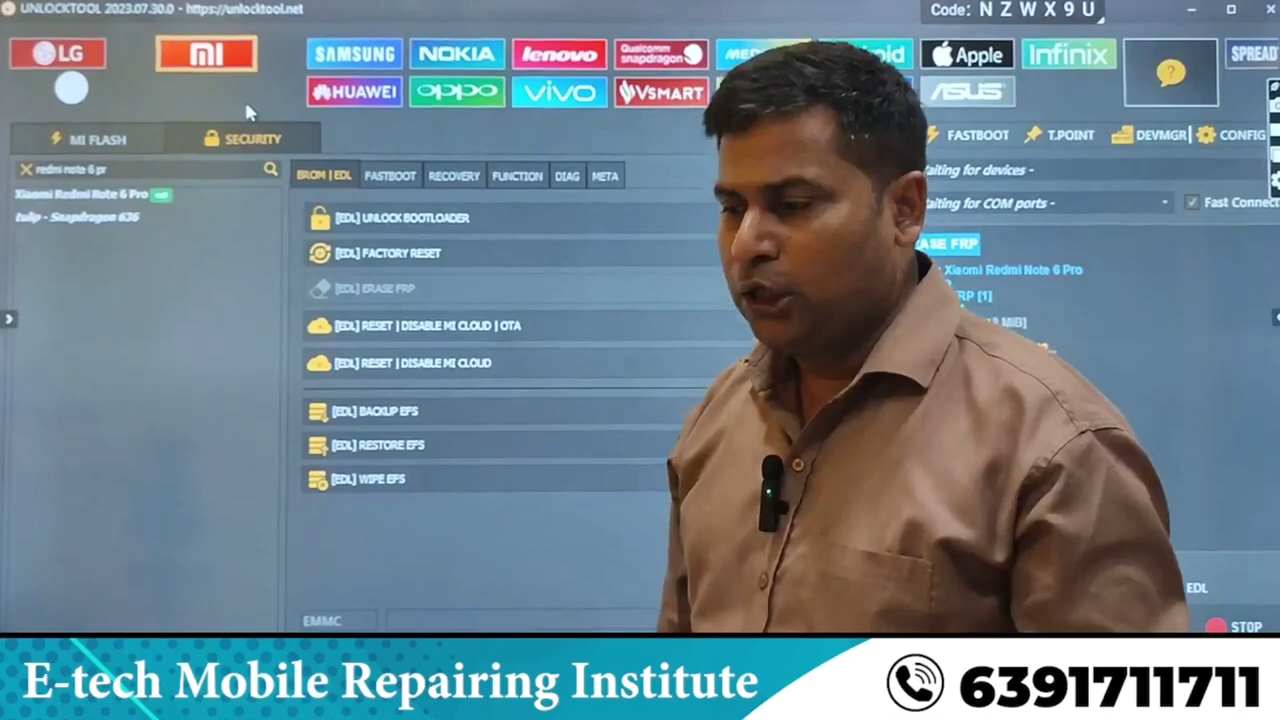 UNLOCKTOOL 2023.07.30.0 - https://unlocktool.net
Code: N Z W X 9 U
LG
MI
SAMSUNG
NOKIA
lenovo
Qualcomm snapdragon
Apple
Infinix
SPREAD
HUAWEI
oppo
vivo
VSMART
ASUS
MI FLASH
SECURITY
FASTBOOT
T.POINT
DEVMGR
CONFIG
redmi note 6 pr
BROM | EDL
FASTBOOT
RECOVERY
FUNCTION
DIAG
META
aiting for devices -
Xiaomi Redmi Note 6 Pro
tulip - Snapdragon 636
aiting for COM ports -
Fast Connect
[EDL] UNLOCK BOOTLOADER
[EDL] FACTORY RESET
[EDL] ERASE FRP
[EDL] RESET | DISABLE MI CLOUD | OTA
[EDL] RESET | DISABLE MI CLOUD
[EDL] BACKUP EFS
[EDL] RESTORE EFS
[EDL] WIPE EFS
ASE FRP
Xiaomi Redmi Note 6 Pro
FRP [1]
MiB]
EDL
EMMC
STOP
E-tech Mobile Repairing Institute
6391711711